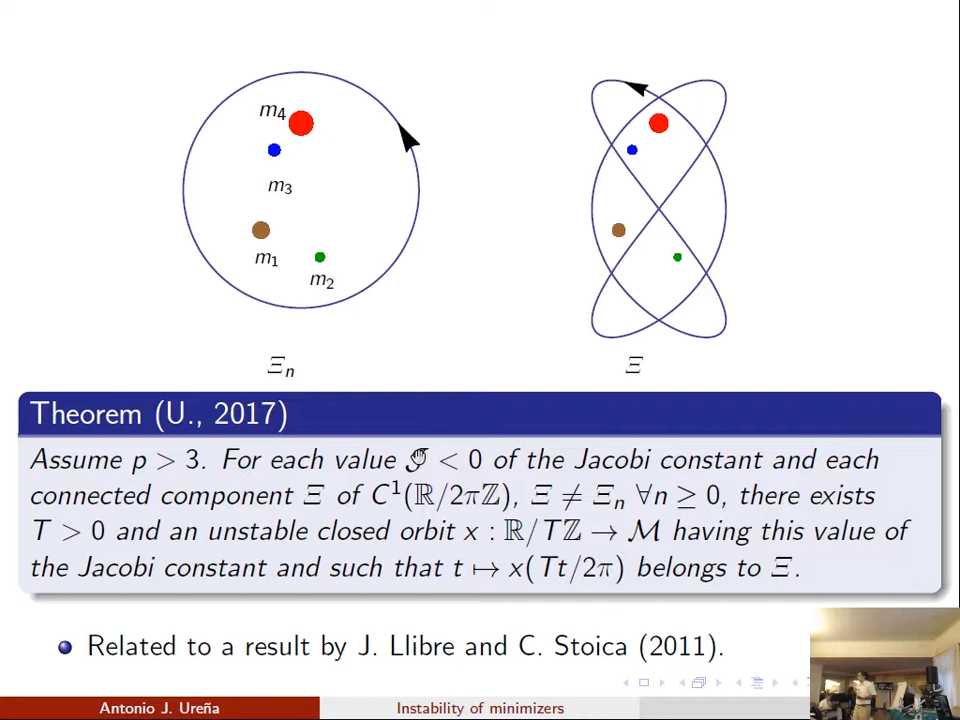 m₄
m₃
m₁
m₂
Ξₙ
Ξ
Theorem (U., 2017)
Assume p > 3. For each value 𝒥 < 0 of the Jacobi constant and each
connected component Ξ of C¹(ℝ/2πℤ), Ξ ≠ Ξₙ ∀n ≥ 0, there exists
T > 0 and an unstable closed orbit x : ℝ/Tℤ → ℳ having this value of
the Jacobi constant and such that t ↦ x(Tt/2π) belongs to Ξ.
Related to a result by J. Llibre and C. Stoica (2011).
Antonio J. Ureña
Instability of minimizers